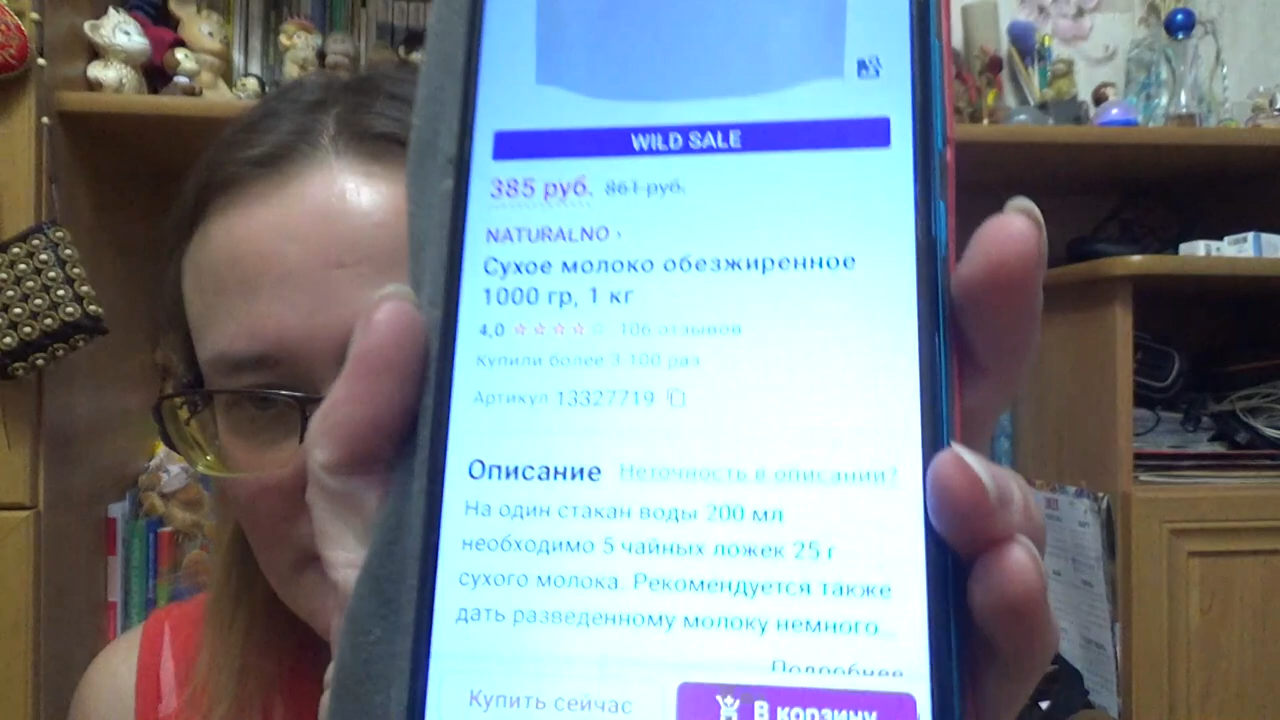 WILD SALE
385 руб. 861 руб.
NATURALNO ›
Сухое молоко обезжиренное
1000 гр, 1 кг
4,0 106 отзывов
Купили более 3 100 раз
Артикул 13327719
Описание Неточность в описании?
На один стакан воды 200 мл
необходимо 5 чайных ложек 25 г
сухого молока. Рекомендуется также
дать разведенному молоку немного...
Подробнее
Купить сейчас
В корзину